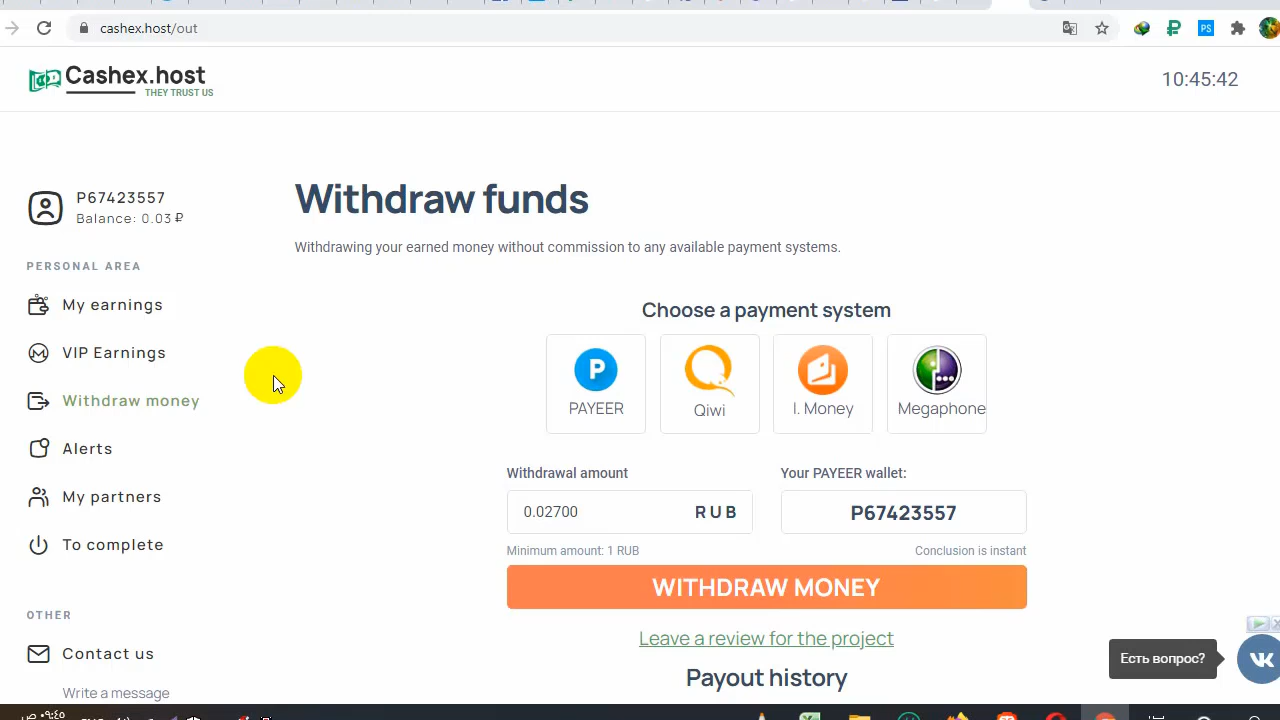 cashex.host/out
PS
Cashex.host
THEY TRUST US
10:45:42
P67423557
Balance: 0.03 ₽
PERSONAL AREA
My earnings
VIP Earnings
Withdraw money
Alerts
My partners
To complete
OTHER
Contact us
Write a message
Withdraw funds
Withdrawing your earned money without commission to any available payment systems.
Choose a payment system
PAYEER
Qiwi
I. Money
Megaphone
Withdrawal amount
Your PAYEER wallet:
0.02700 RUB
P67423557
Minimum amount: 1 RUB
Conclusion is instant
WITHDRAW MONEY
Leave a review for the project
Payout history
Есть вопрос?